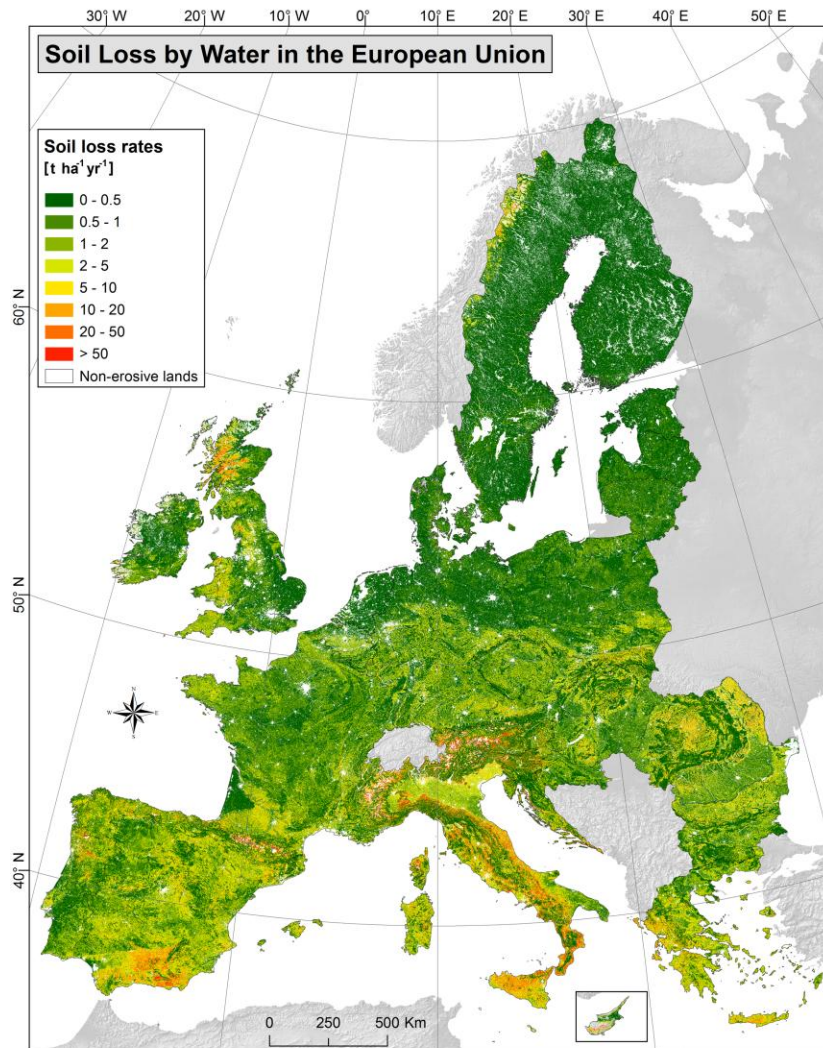 30° W 20° W 10° W 0° 10° E 20° E 30° E 40° E 50° E
Soil Loss by Water in the European Union
Soil loss rates
[t ha⁻¹ yr⁻¹]
0 - 0.5
0.5 - 1
1 - 2
2 - 5
5 - 10
10 - 20
20 - 50
> 50
Non-erosive lands
60° N
50° N
N
W E
S
40° N
0 250 500 Km